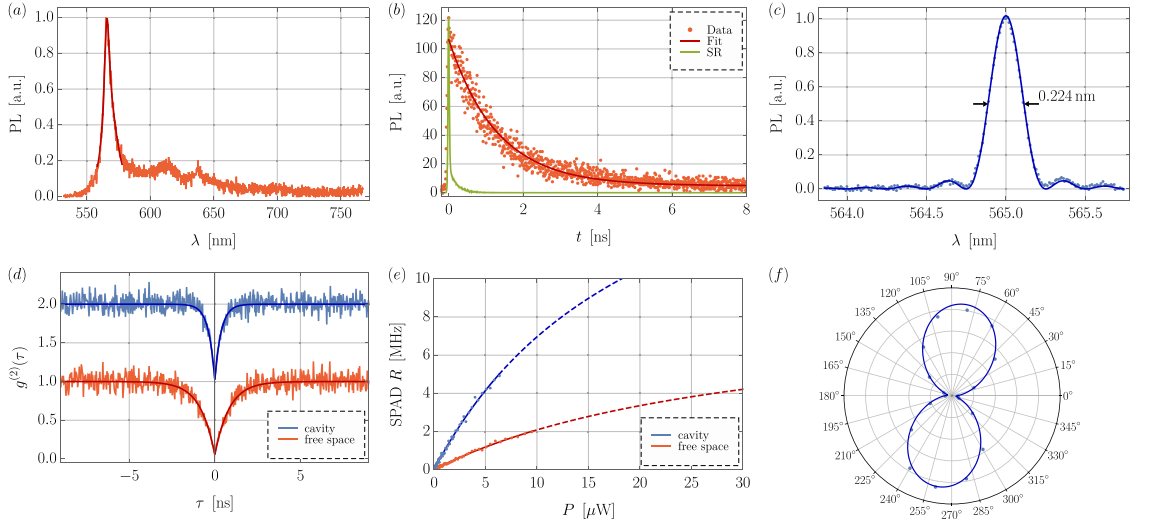 (a)
PL [a.u.]
1.0
0.8
0.6
0.4
0.2
0.0
550 600 650 700 750
λ [nm]
(b)
PL [a.u.]
120
100
80
60
40
20
0
0 2 4 6 8
t [ns]
Data
Fit
SR
(c)
PL [a.u.]
1.0
0.8
0.6
0.4
0.2
0.0
0.224 nm
564.0 564.5 565.0 565.5
λ [nm]
(d)
g⁽²⁾(τ)
2.0
1.5
1.0
0.5
0.0
−5 0 5
τ [ns]
cavity
free space
(e)
SPAD R [MHz]
10
8
6
4
2
0
0 5 10 15 20 25 30
P [μW]
cavity
free space
(f)
90°
75°
60°
45°
30°
15°
0°
345°
330°
315°
300°
285°
270°
255°
240°
225°
210°
195°
180°
165°
150°
135°
120°
105°